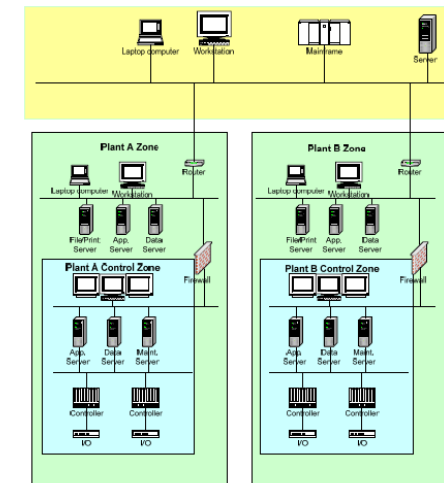 Laptop computer Workstation Mainframe Server
Plant A Zone
Router
Laptop computer
Workstation
File/Print Server
App. Server
Data Server
Firewall
Plant A Control Zone
App. Server
Data Server
Maint. Server
Controller Controller
I/O I/O
Plant B Zone
Router
Laptop computer
Workstation
File/Print Server
App. Server
Data Server
Firewall
Plant B Control Zone
App. Server
Data Server
Maint. Server
Controller Controller
I/O I/O